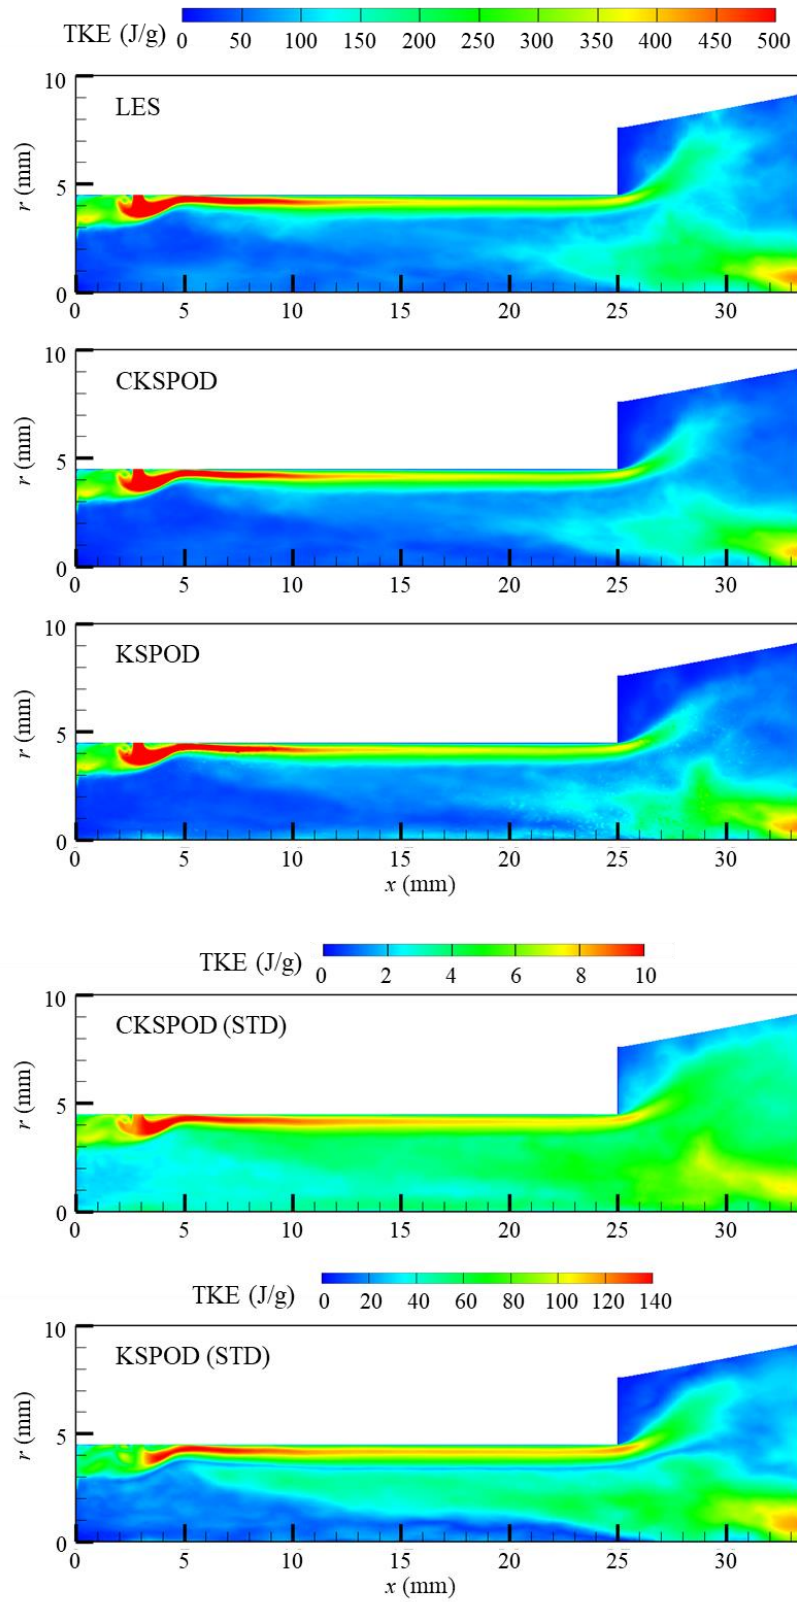 TKE (J/g) 0 50 100 150 200 250 300 350 400 450 500
10
LES
r (mm)
5
0
0 5 10 15 20 25 30
10
CKSPOD
r (mm)
5
0
0 5 10 15 20 25 30
10
KSPOD
r (mm)
5
0
0 5 10 15 20 25 30
x (mm)
TKE (J/g) 0 2 4 6 8 10
10
CKSPOD (STD)
r (mm)
5
0
0 5 10 15 20 25 30
TKE (J/g) 0 20 40 60 80 100 120 140
10
KSPOD (STD)
r (mm)
5
0
0 5 10 15 20 25 30
x (mm)